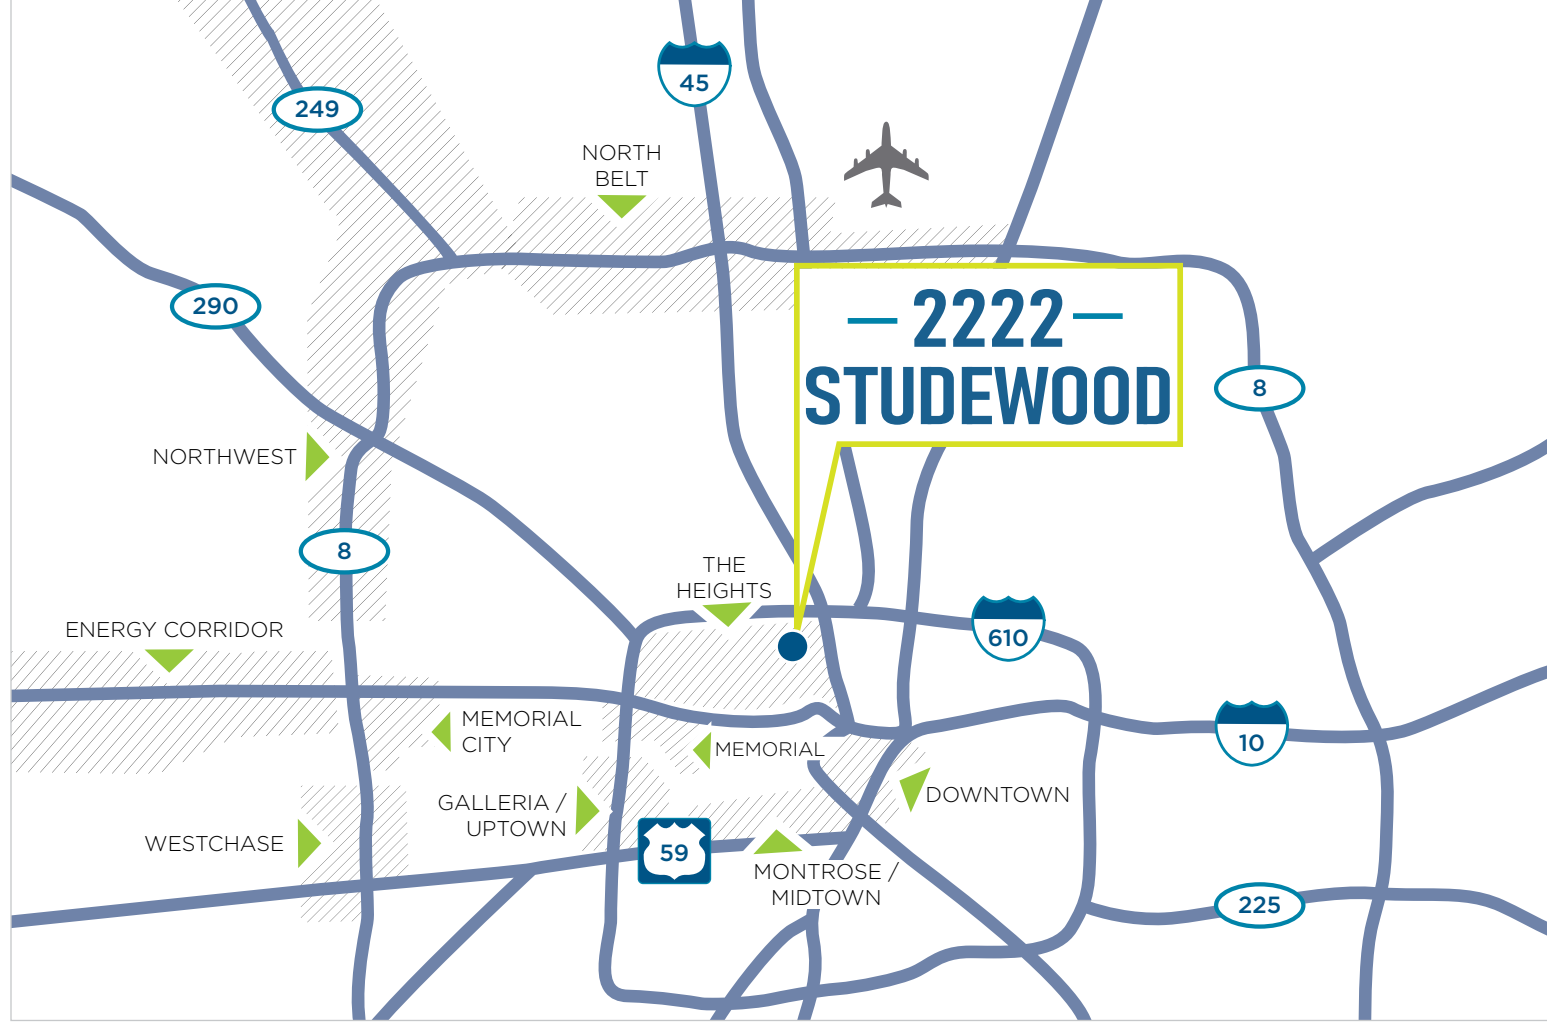 45
249
NORTH
BELT
290
2222
STUDEWOOD
8
NORTHWEST
8
THE
HEIGHTS
610
ENERGY CORRIDOR
MEMORIAL
CITY
MEMORIAL
10
GALLERIA /
UPTOWN
DOWNTOWN
WESTCHASE
59
MONTROSE /
MIDTOWN
225